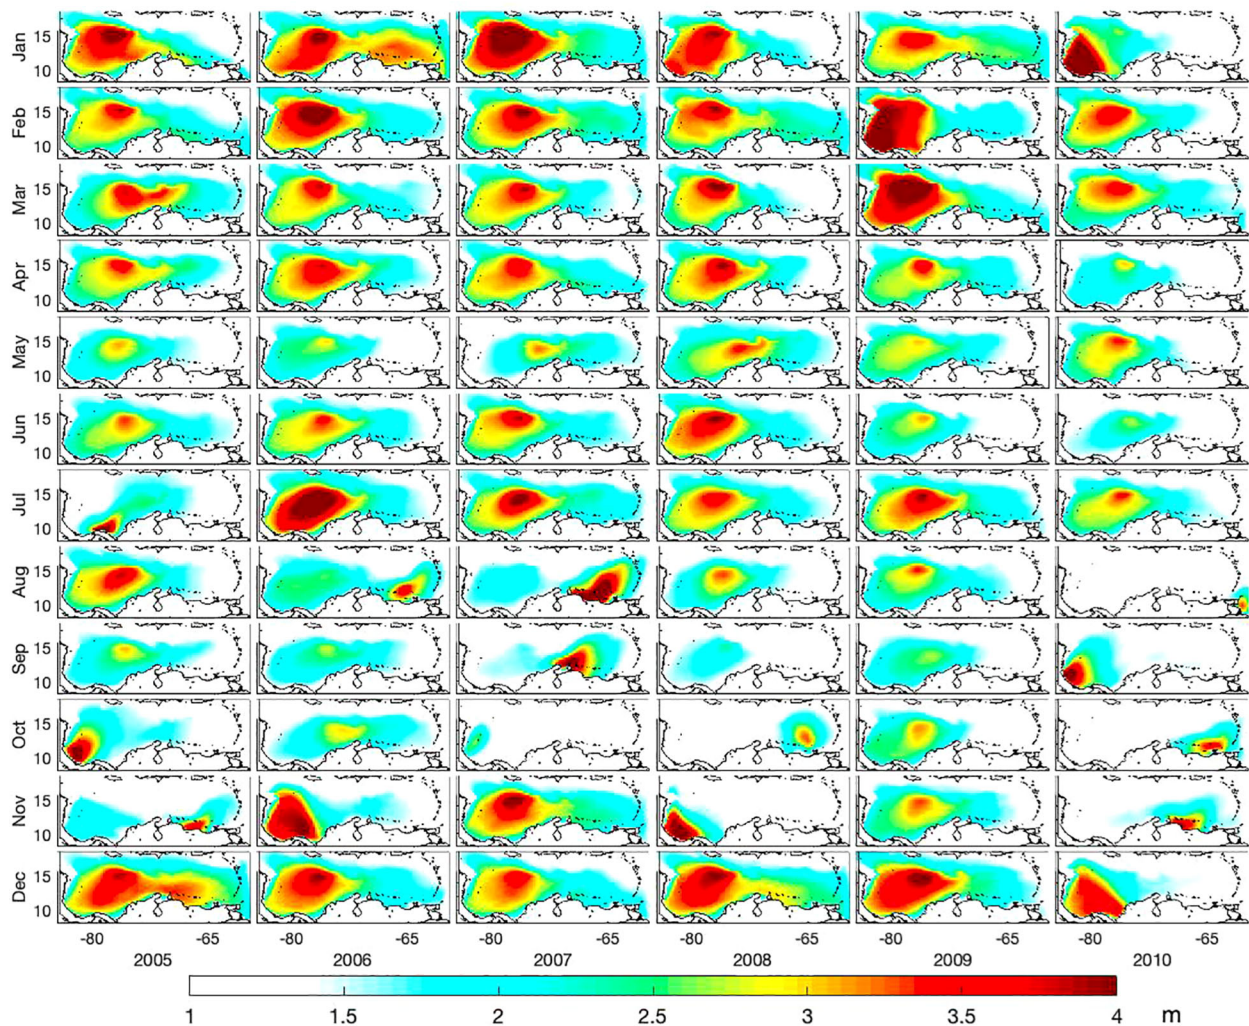 Jan 15 10
Feb 15 10
Mar 15 10
Apr 15 10
May 15 10
Jun 15 10
Jul 15 10
Aug 15 10
Sep 15 10
Oct 15 10
Nov 15 10
Dec 15 10
-80 -65 -80 -65 -80 -65 -80 -65 -80 -65 -80 -65
2005 2006 2007 2008 2009 2010
1 1.5 2 2.5 3 3.5 4 m